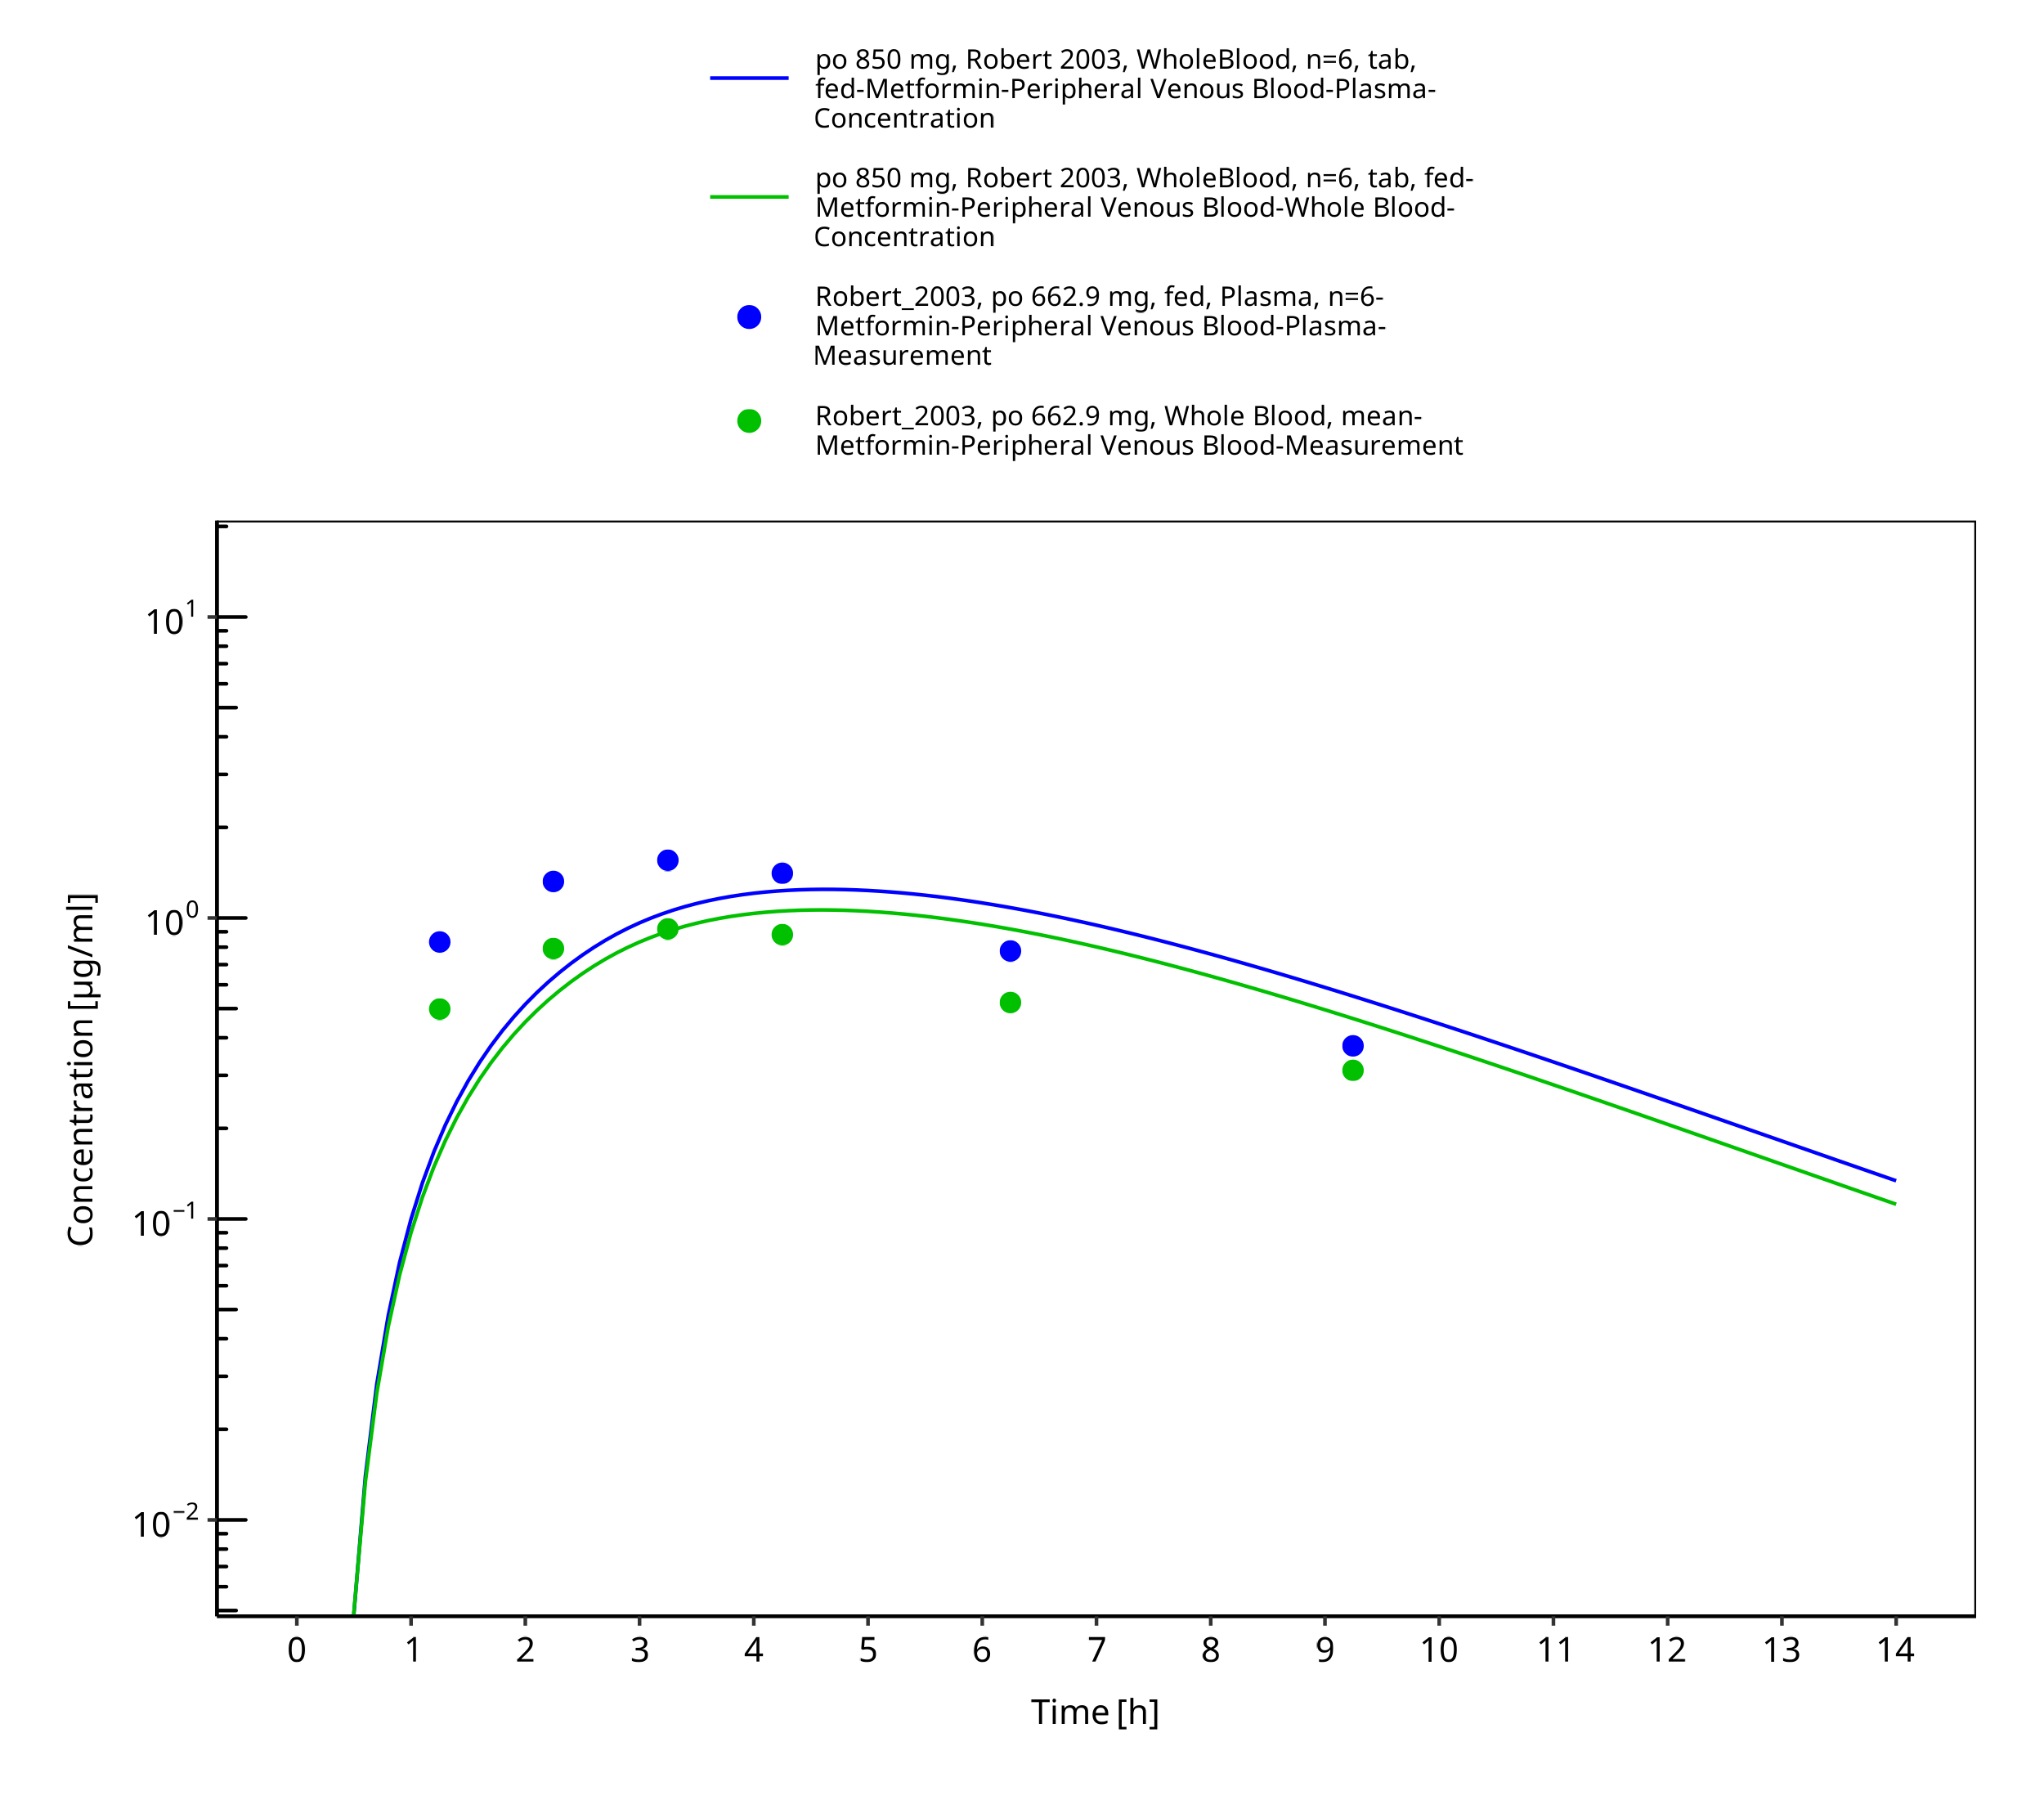 po 850 mg, Robert 2003, WholeBlood, n=6, tab,
fed-Metformin-Peripheral Venous Blood-Plasma-
Concentration
po 850 mg, Robert 2003, WholeBlood, n=6, tab, fed-
Metformin-Peripheral Venous Blood-Whole Blood-
Concentration
Robert_2003, po 662.9 mg, fed, Plasma, n=6-
Metformin-Peripheral Venous Blood-Plasma-
Measurement
Robert_2003, po 662.9 mg, Whole Blood, mean-
Metformin-Peripheral Venous Blood-Measurement
10¹
10⁰
10⁻¹
10⁻²
Concentration [µg/ml]
0 1 2 3 4 5 6 7 8 9 10 11 12 13 14
Time [h]